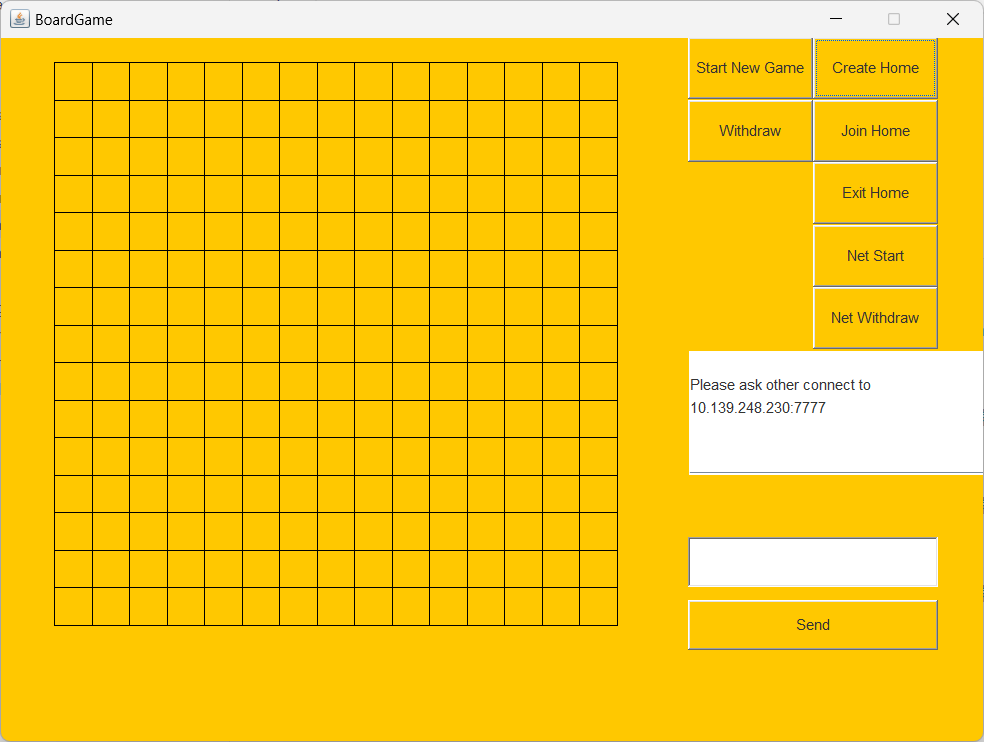 BoardGame
Start New Game
Create Home
Withdraw
Join Home
Exit Home
Net Start
Net Withdraw
Please ask other connect to
10.139.248.230:7777
Send